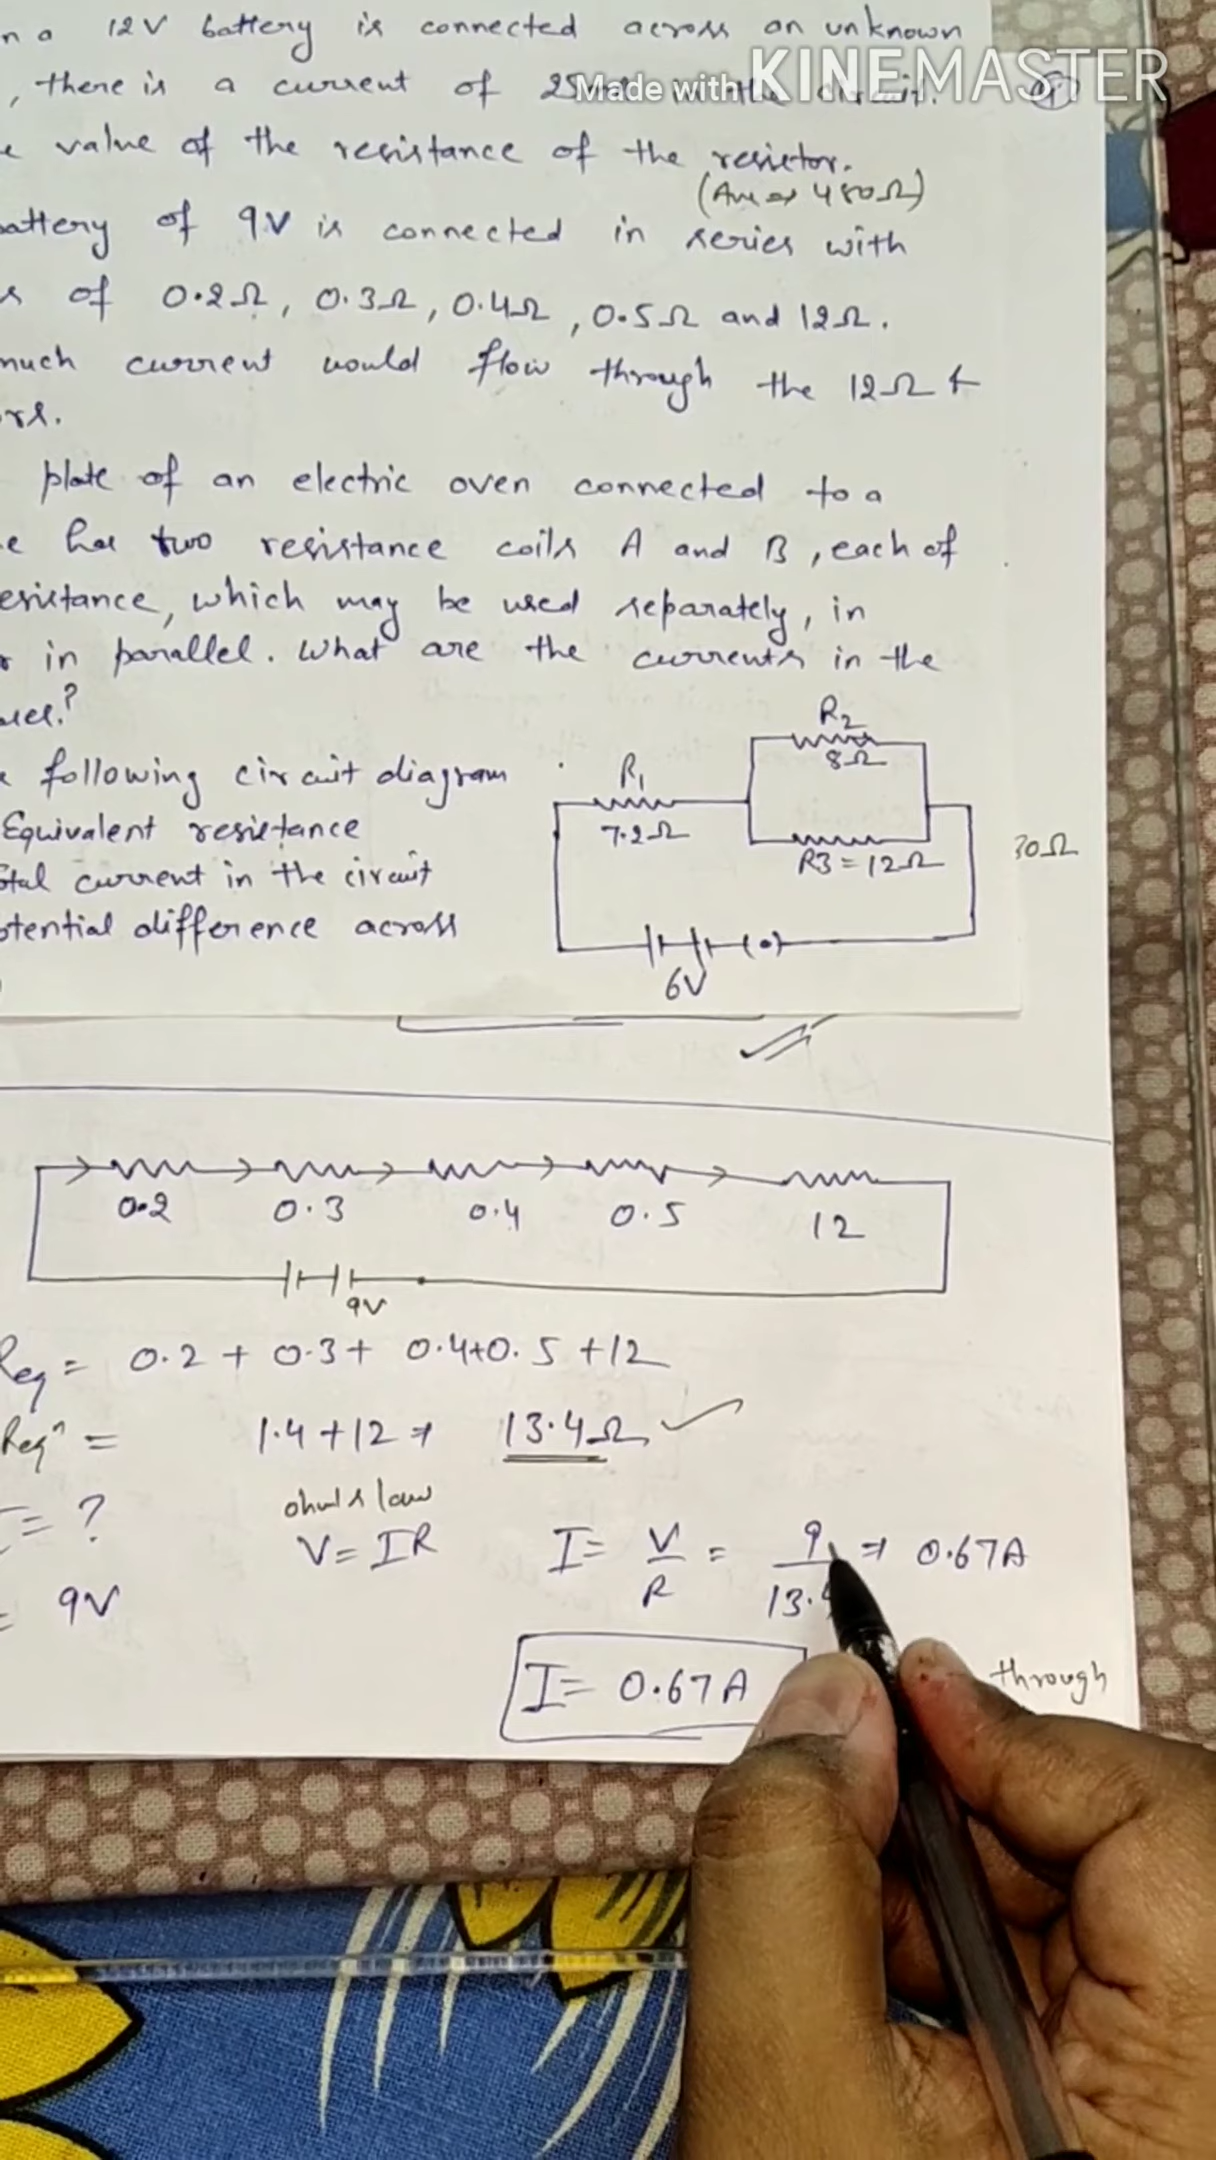 12V battery is connected across an unknown
Made with KINEMASTER
, there is a current of 25
value of the resistance of the resistor.
(Ans → 480Ω)
battery of 9V is connected in series with
of 0.2Ω, 0.3Ω, 0.4Ω, 0.5Ω and 12Ω.
much current would flow through the 12Ω
plate of an electric oven connected to a
has two resistance coils A and B, each of
resistance, which may be used separately, in
in parallel. What are the currents in the
following circuit diagram
Equivalent resistance
total current in the circuit
potential difference across
R1
7.2Ω
R2
8Ω
R3 = 12Ω
6V
30Ω
0.2 0.3 0.4 0.5 12
9V
Req = 0.2 + 0.3 + 0.4+0.5 +12
Req = 1.4 +12 ⇒ 13.4Ω
= ? ohm's law
V = IR I = V/R = 9/13. ⇒ 0.67A
= 9V
I = 0.67A
through